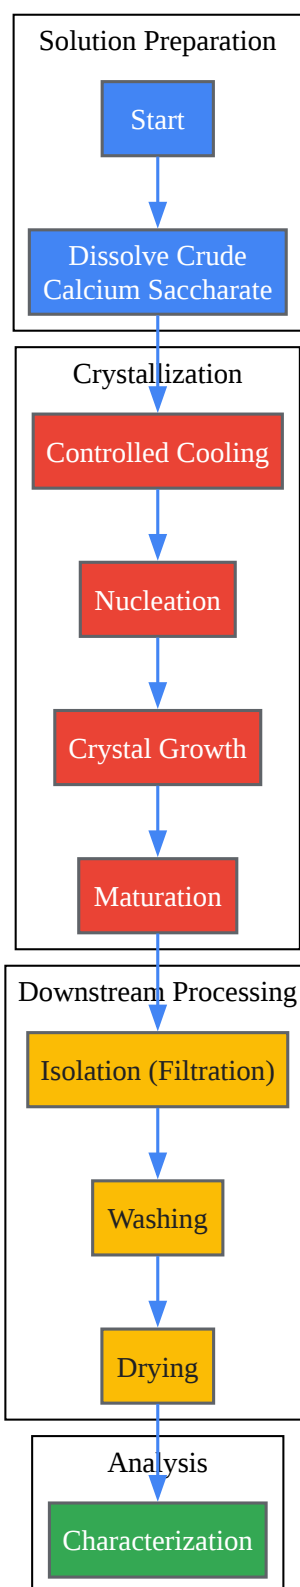 Solution Preparation
Start
Dissolve Crude
Calcium Saccharate
Crystallization
Controlled Cooling
Nucleation
Crystal Growth
Maturation
Downstream Processing
Isolation (Filtration)
Washing
Drying
Analysis
Characterization